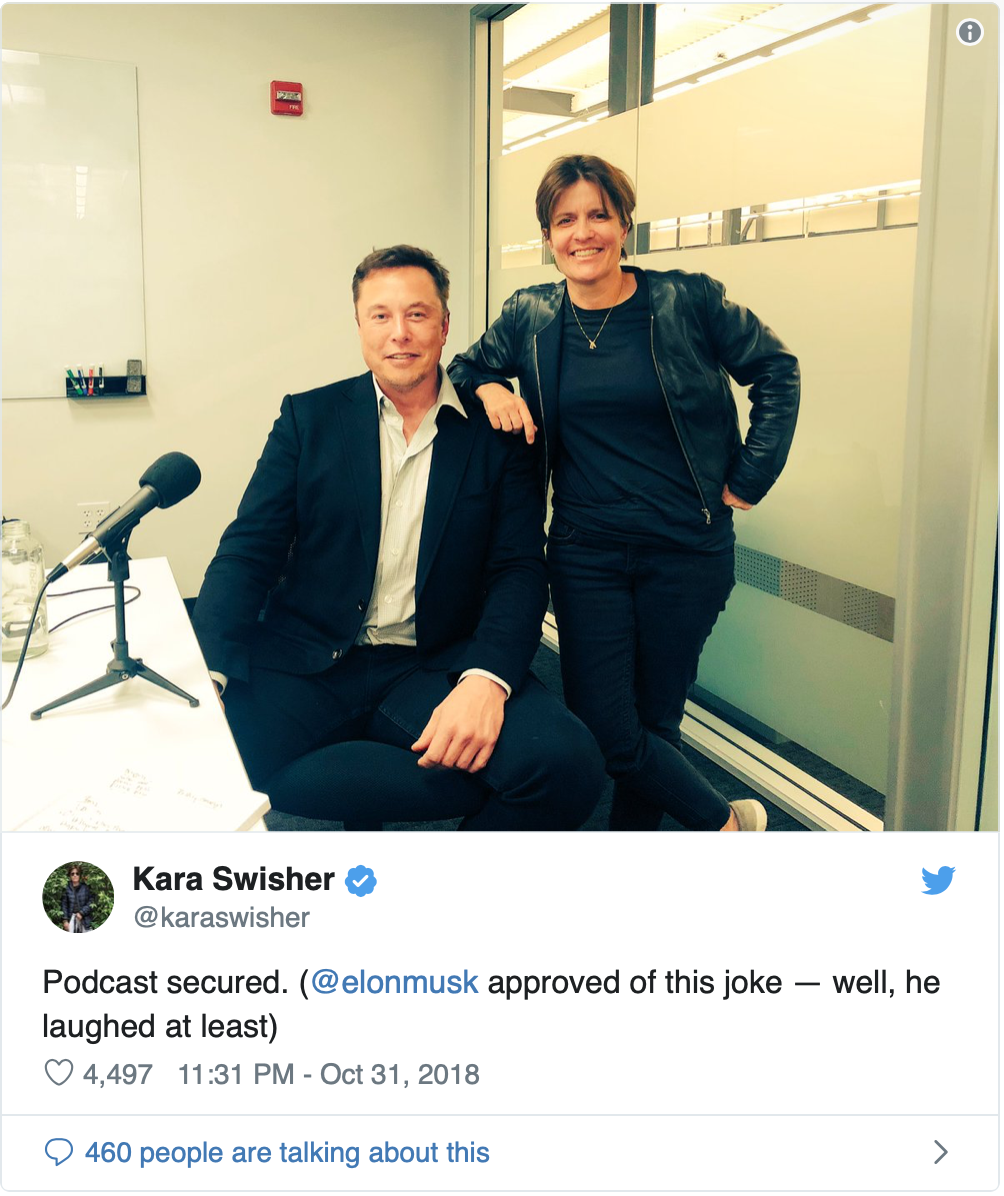 FIRE
Kara Swisher
@karaswisher
Podcast secured. (@elonmusk approved of this joke — well, he
laughed at least)
4,497 11:31 PM - Oct 31, 2018
460 people are talking about this